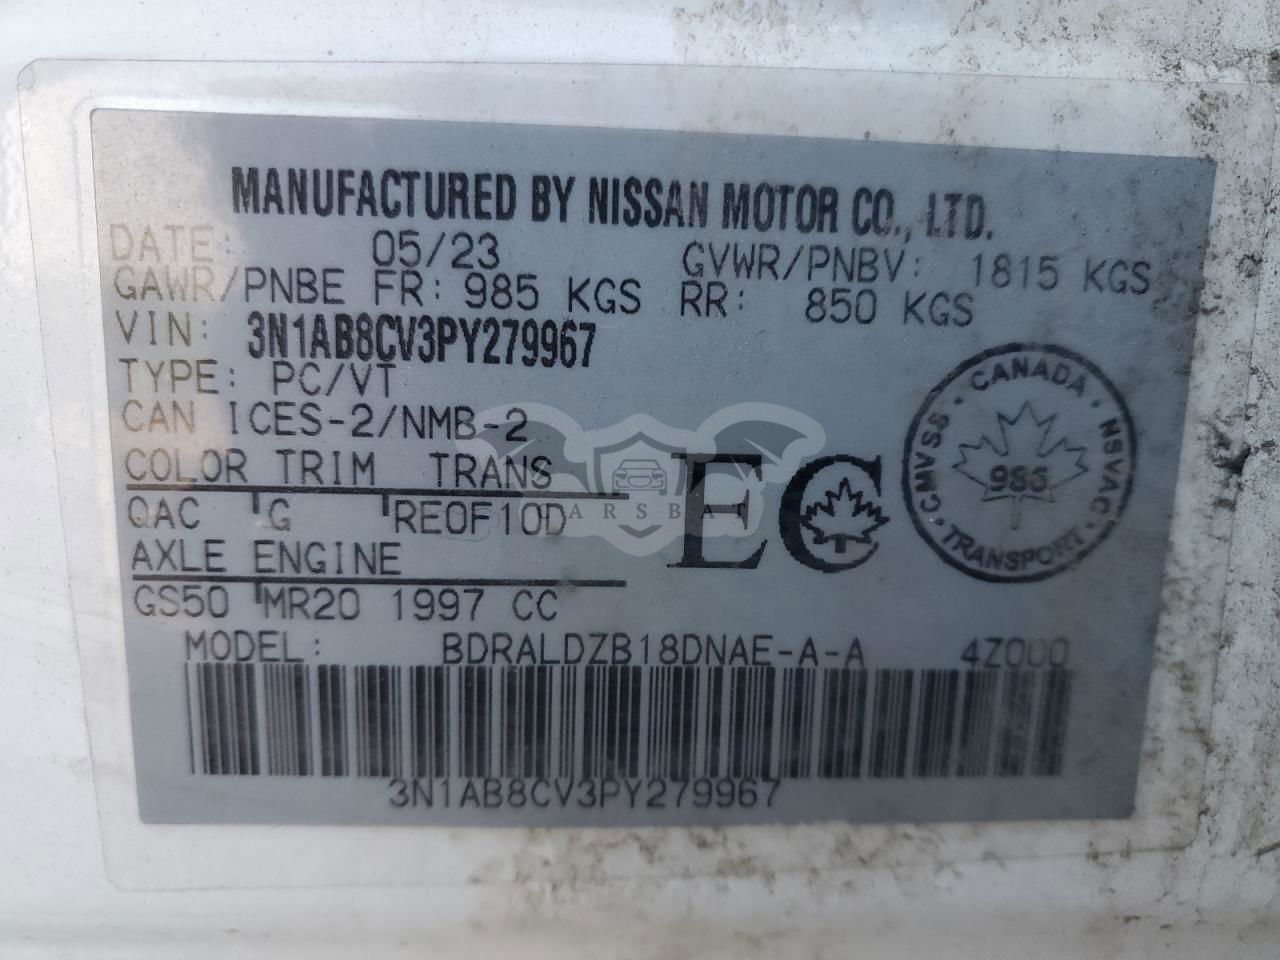 MANUFACTURED BY NISSAN MOTOR CO., LTD.
DATE: 05/23 GVWR/PNBV: 1815 KGS
GAWR/PNBE FR: 985 KGS RR: 850 KGS
VIN: 3N1AB8CV3PY279967
TYPE: PC/VT
CAN ICES-2/NMB-2
COLOR TRIM TRANS
QAC G RE0F10D
AXLE ENGINE
GS50 MR20 1997 CC
MODEL: BDRALDZB18DNAE-A-A 4Z000
3N1AB8CV3PY279967
EC
CANADA
CMVSS · NSVAC
985
TRANSPORT
CARSBAT